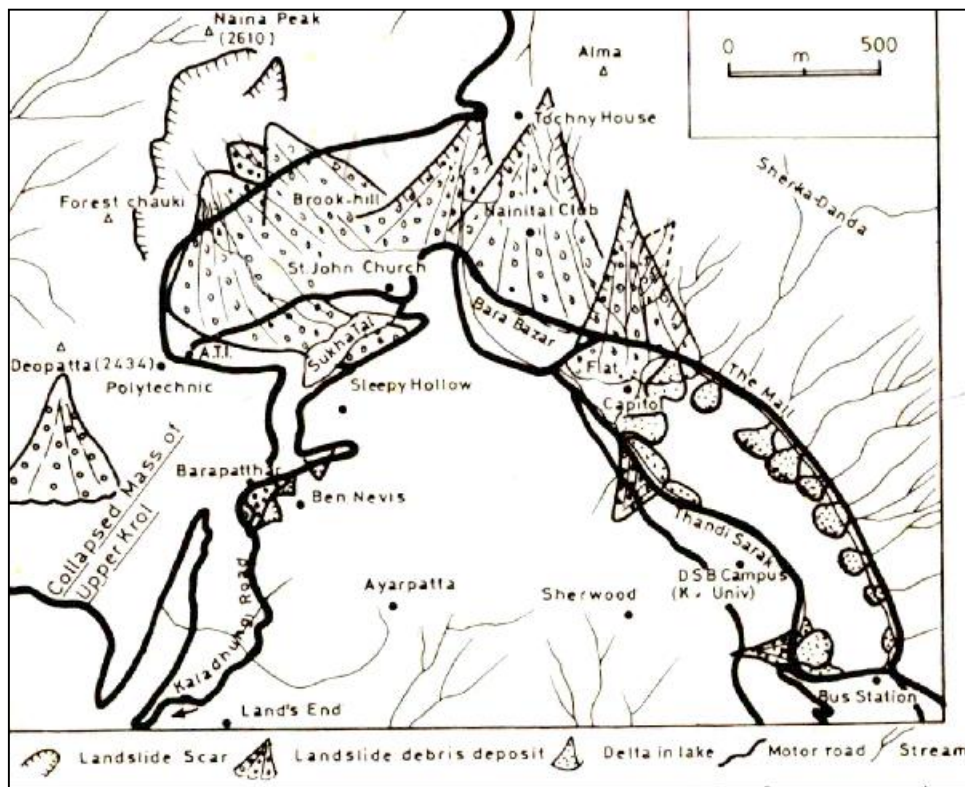 Naina Peak
(2610)
Alma
0 m 500
Tochny House
Sherka-Danda
Forest chauki
Brook-hill
Nainital Club
St. John Church
Bara Bazar
Sukha Tal
A.T.I.
Deopatta (2434)
Polytechnic
Flat
The Mall
Sleepy Hollow
Capitol
Barapatthar
Ben Nevis
Collapsed Mass of
Upper Krol
Thandi Sarak
Ayarpatta
Sherwood
DSB Campus
(K. Univ)
Kaladhungi Road
Land's End
Bus Station
Landslide Scar
Landslide debris deposit
Delta in lake
Motor road
Stream